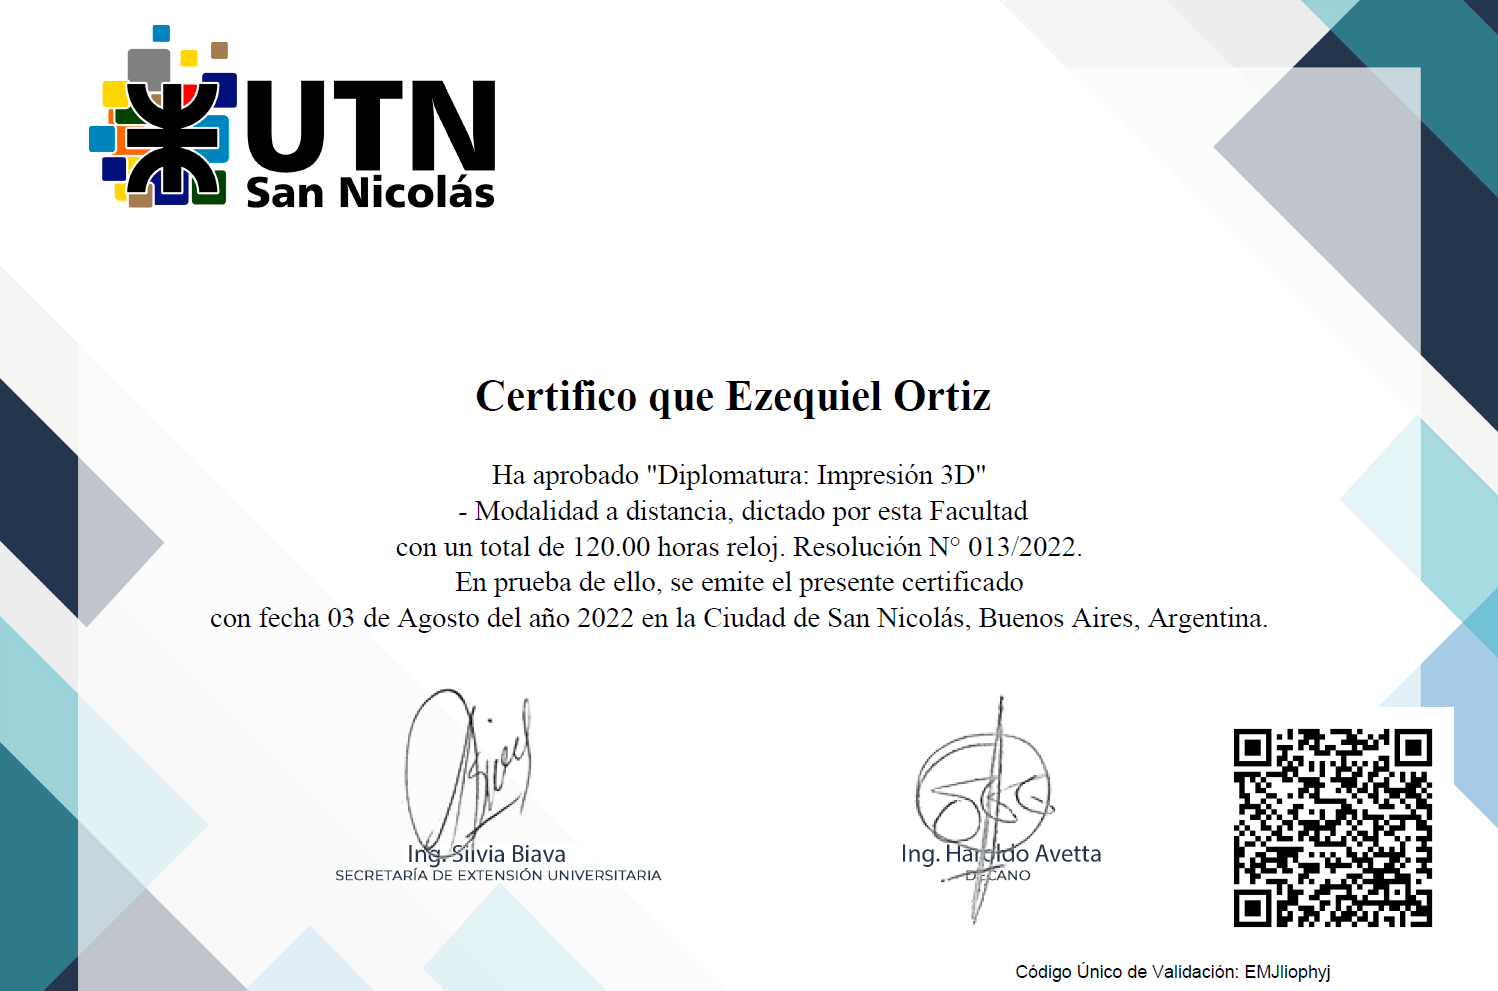 UTN
San Nicolás
Certifico que Ezequiel Ortiz
Ha aprobado "Diplomatura: Impresión 3D"
- Modalidad a distancia, dictado por esta Facultad
con un total de 120.00 horas reloj. Resolución N° 013/2022.
En prueba de ello, se emite el presente certificado
con fecha 03 de Agosto del año 2022 en la Ciudad de San Nicolás, Buenos Aires, Argentina.
Ing. Silvia Biava
SECRETARÍA DE EXTENSIÓN UNIVERSITARIA
Ing. Haroldo Avetta
DECANO
Código Único de Validación: EMJliophyj